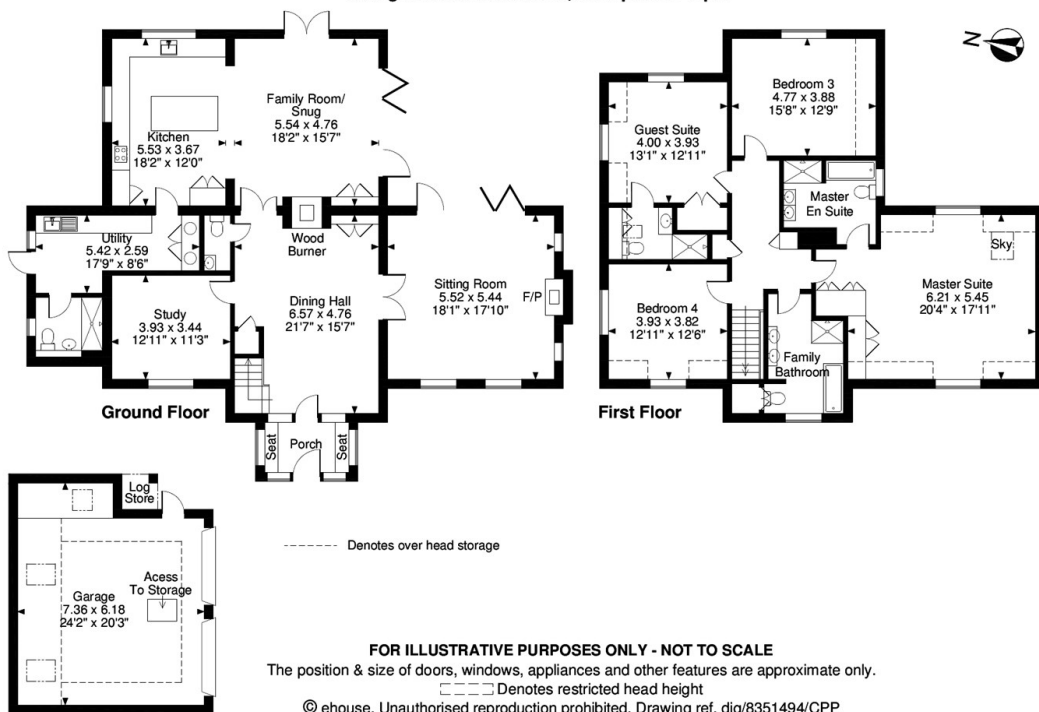 N
Kitchen
5.53 x 3.67
18'2" x 12'0"
Family Room/
Snug
5.54 x 4.76
18'2" x 15'7"
Utility
5.42 x 2.59
17'9" x 8'6"
Wood
Burner
Study
3.93 x 3.44
12'11" x 11'3"
Dining Hall
6.57 x 4.76
21'7" x 15'7"
Sitting Room
5.52 x 5.44
18'1" x 17'10"
F/P
Seat
Porch
Seat
Ground Floor
Bedroom 3
4.77 x 3.88
15'8" x 12'9"
Guest Suite
4.00 x 3.93
13'1" x 12'11"
Master
En Suite
Sky
Master Suite
6.21 x 5.45
20'4" x 17'11"
Bedroom 4
3.93 x 3.82
12'11" x 12'6"
Family
Bathroom
First Floor
Log
Store
Garage
7.36 x 6.18
24'2" x 20'3"
Acess
To Storage
Denotes over head storage
FOR ILLUSTRATIVE PURPOSES ONLY - NOT TO SCALE
The position & size of doors, windows, appliances and other features are approximate only.
Denotes restricted head height
© ehouse. Unauthorised reproduction prohibited. Drawing ref. dig/8351494/CPP